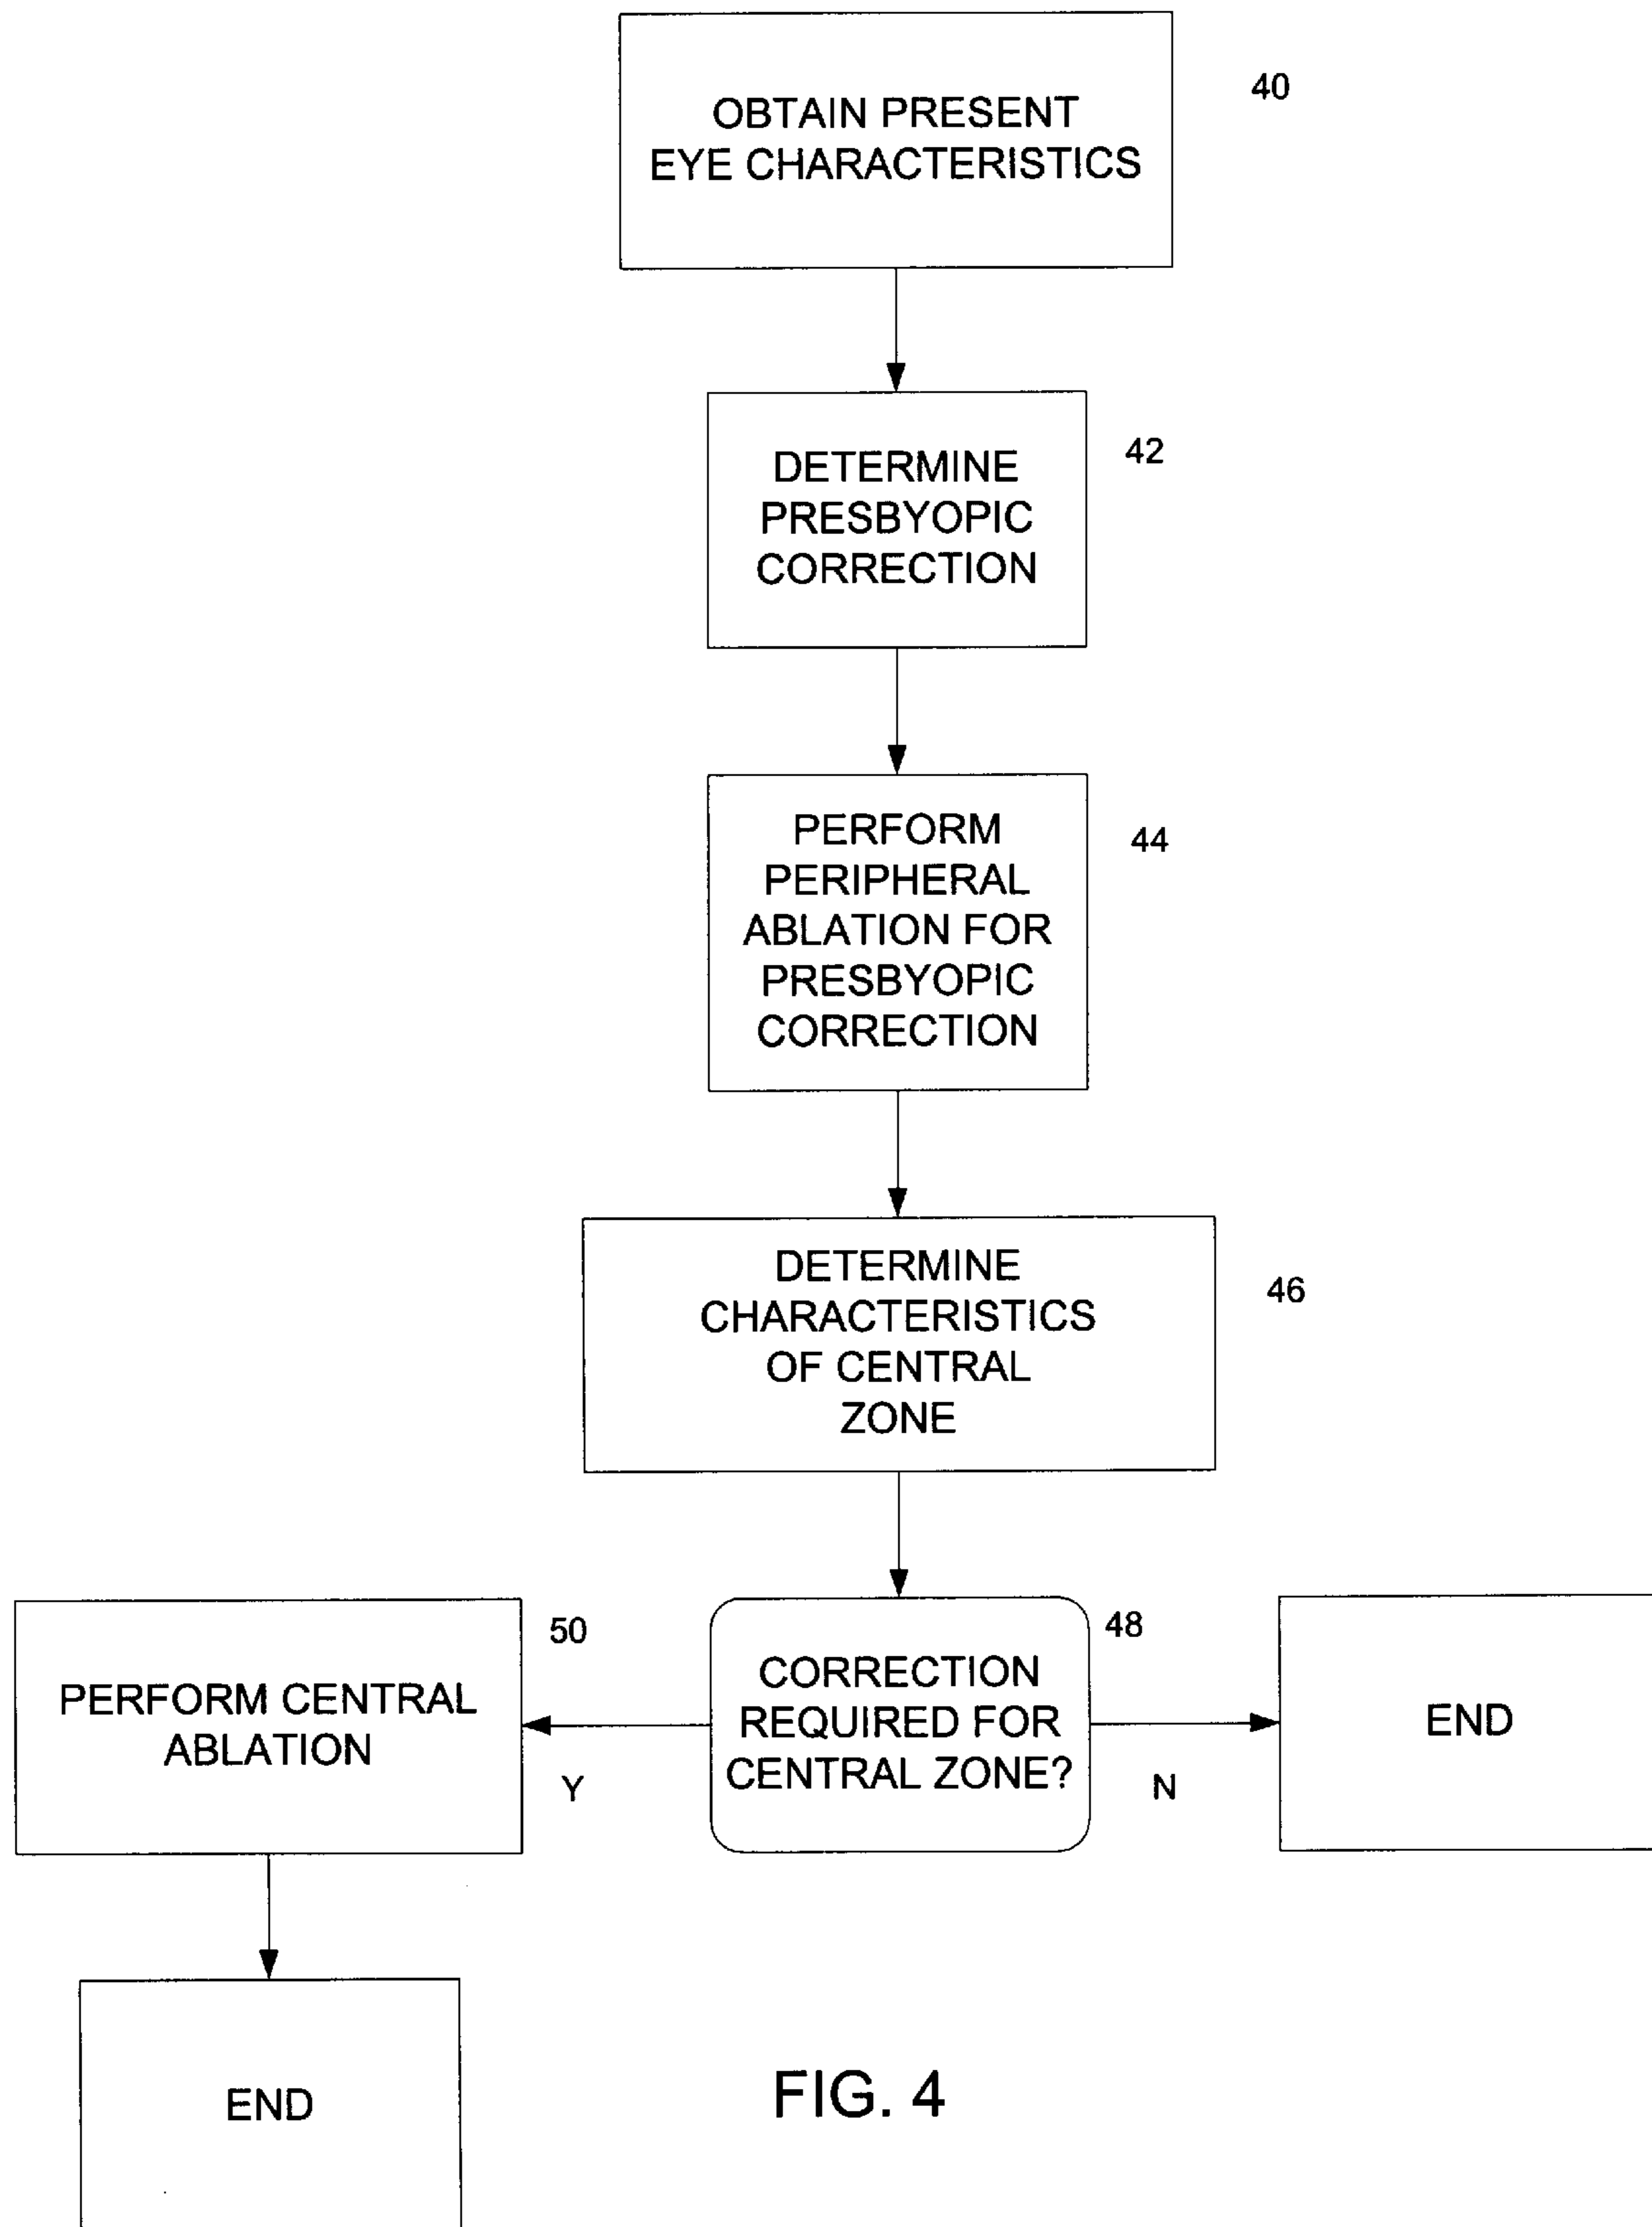 OBTAIN PRESENT
EYE CHARACTERISTICS
40
DETERMINE
PRESBYOPIC
CORRECTION
42
PERFORM
PERIPHERAL
ABLATION FOR
PRESBYOPIC
CORRECTION
44
DETERMINE
CHARACTERISTICS
OF CENTRAL
ZONE
46
PERFORM CENTRAL
ABLATION
50
Y
CORRECTION
REQUIRED FOR
CENTRAL ZONE?
48
N
END
END
FIG. 4